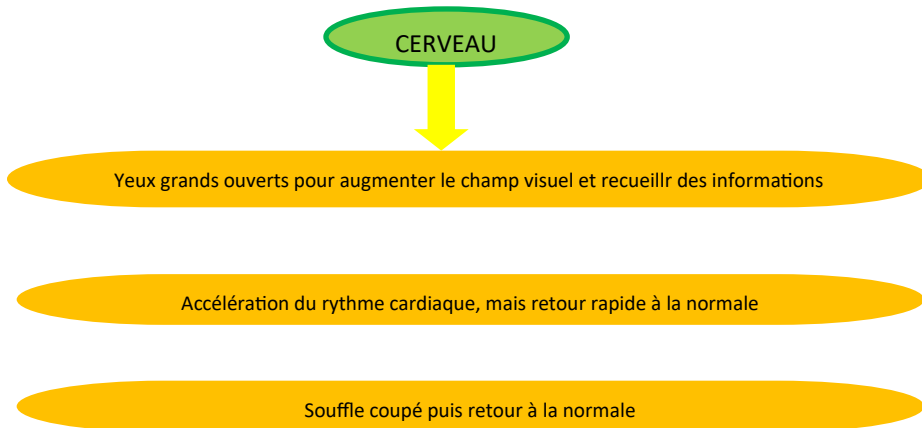 CERVEAU
Yeux grands ouverts pour augmenter le champ visuel et recueillr des informations
Accélération du rythme cardiaque, mais retour rapide à la normale
Souffle coupé puis retour à la normale